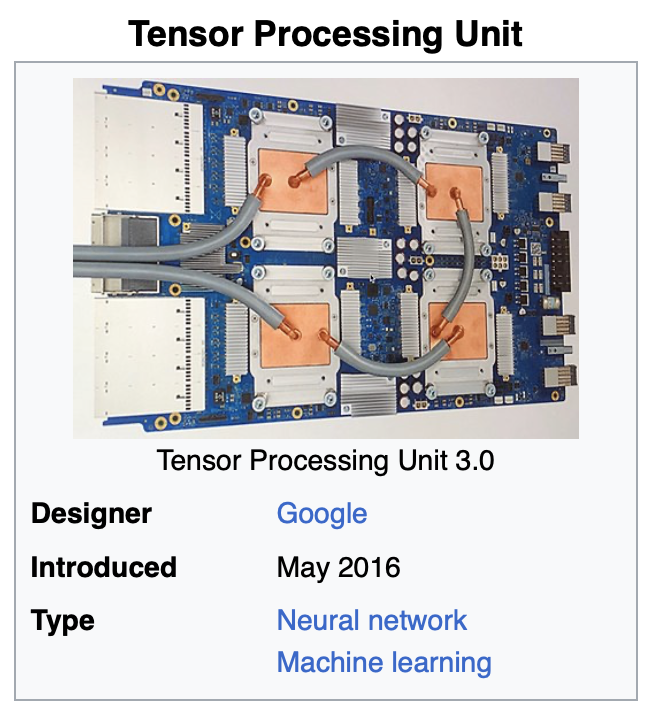 Tensor Processing Unit
Tensor Processing Unit 3.0
Designer Google
Introduced May 2016
Type Neural network
Machine learning